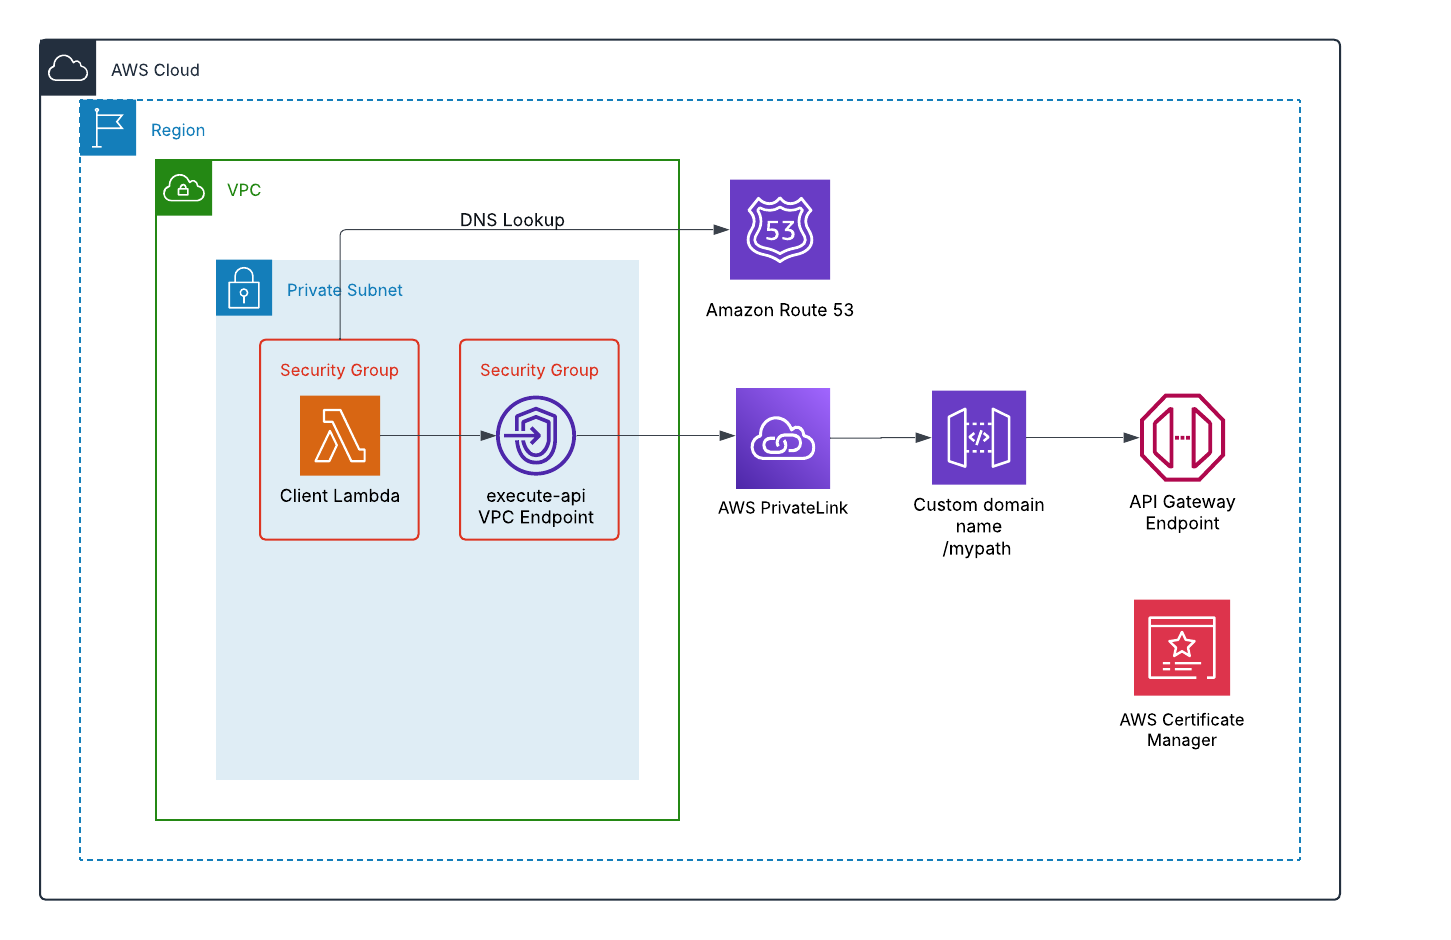 AWS Cloud
Region
VPC
DNS Lookup
53
Amazon Route 53
Private Subnet
Security Group
Security Group
Client Lambda
execute-api
VPC Endpoint
AWS PrivateLink
</>
Custom domain
name
/mypath
API Gateway
Endpoint
AWS Certificate
Manager